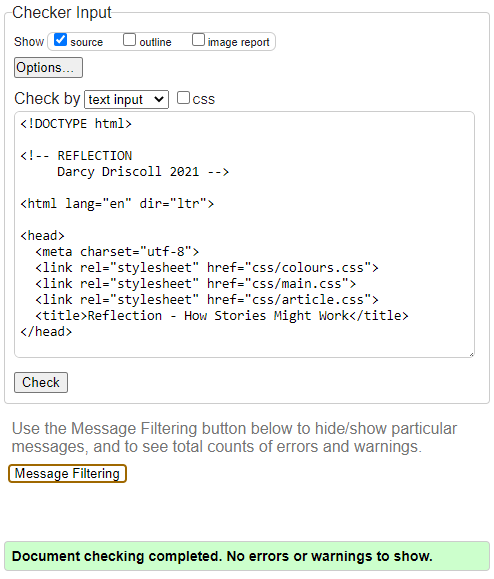 Checker Input
Show source outline image report
Options...
Check by text input css
<!DOCTYPE html>
<!-- REFLECTION
Darcy Driscoll 2021 -->
<html lang="en" dir="ltr">
<head>
<meta charset="utf-8">
<link rel="stylesheet" href="css/colours.css">
<link rel="stylesheet" href="css/main.css">
<link rel="stylesheet" href="css/article.css">
<title>Reflection - How Stories Might Work</title>
</head>
Check
Use the Message Filtering button below to hide/show particular
messages, and to see total counts of errors and warnings.
Message Filtering
Document checking completed. No errors or warnings to show.